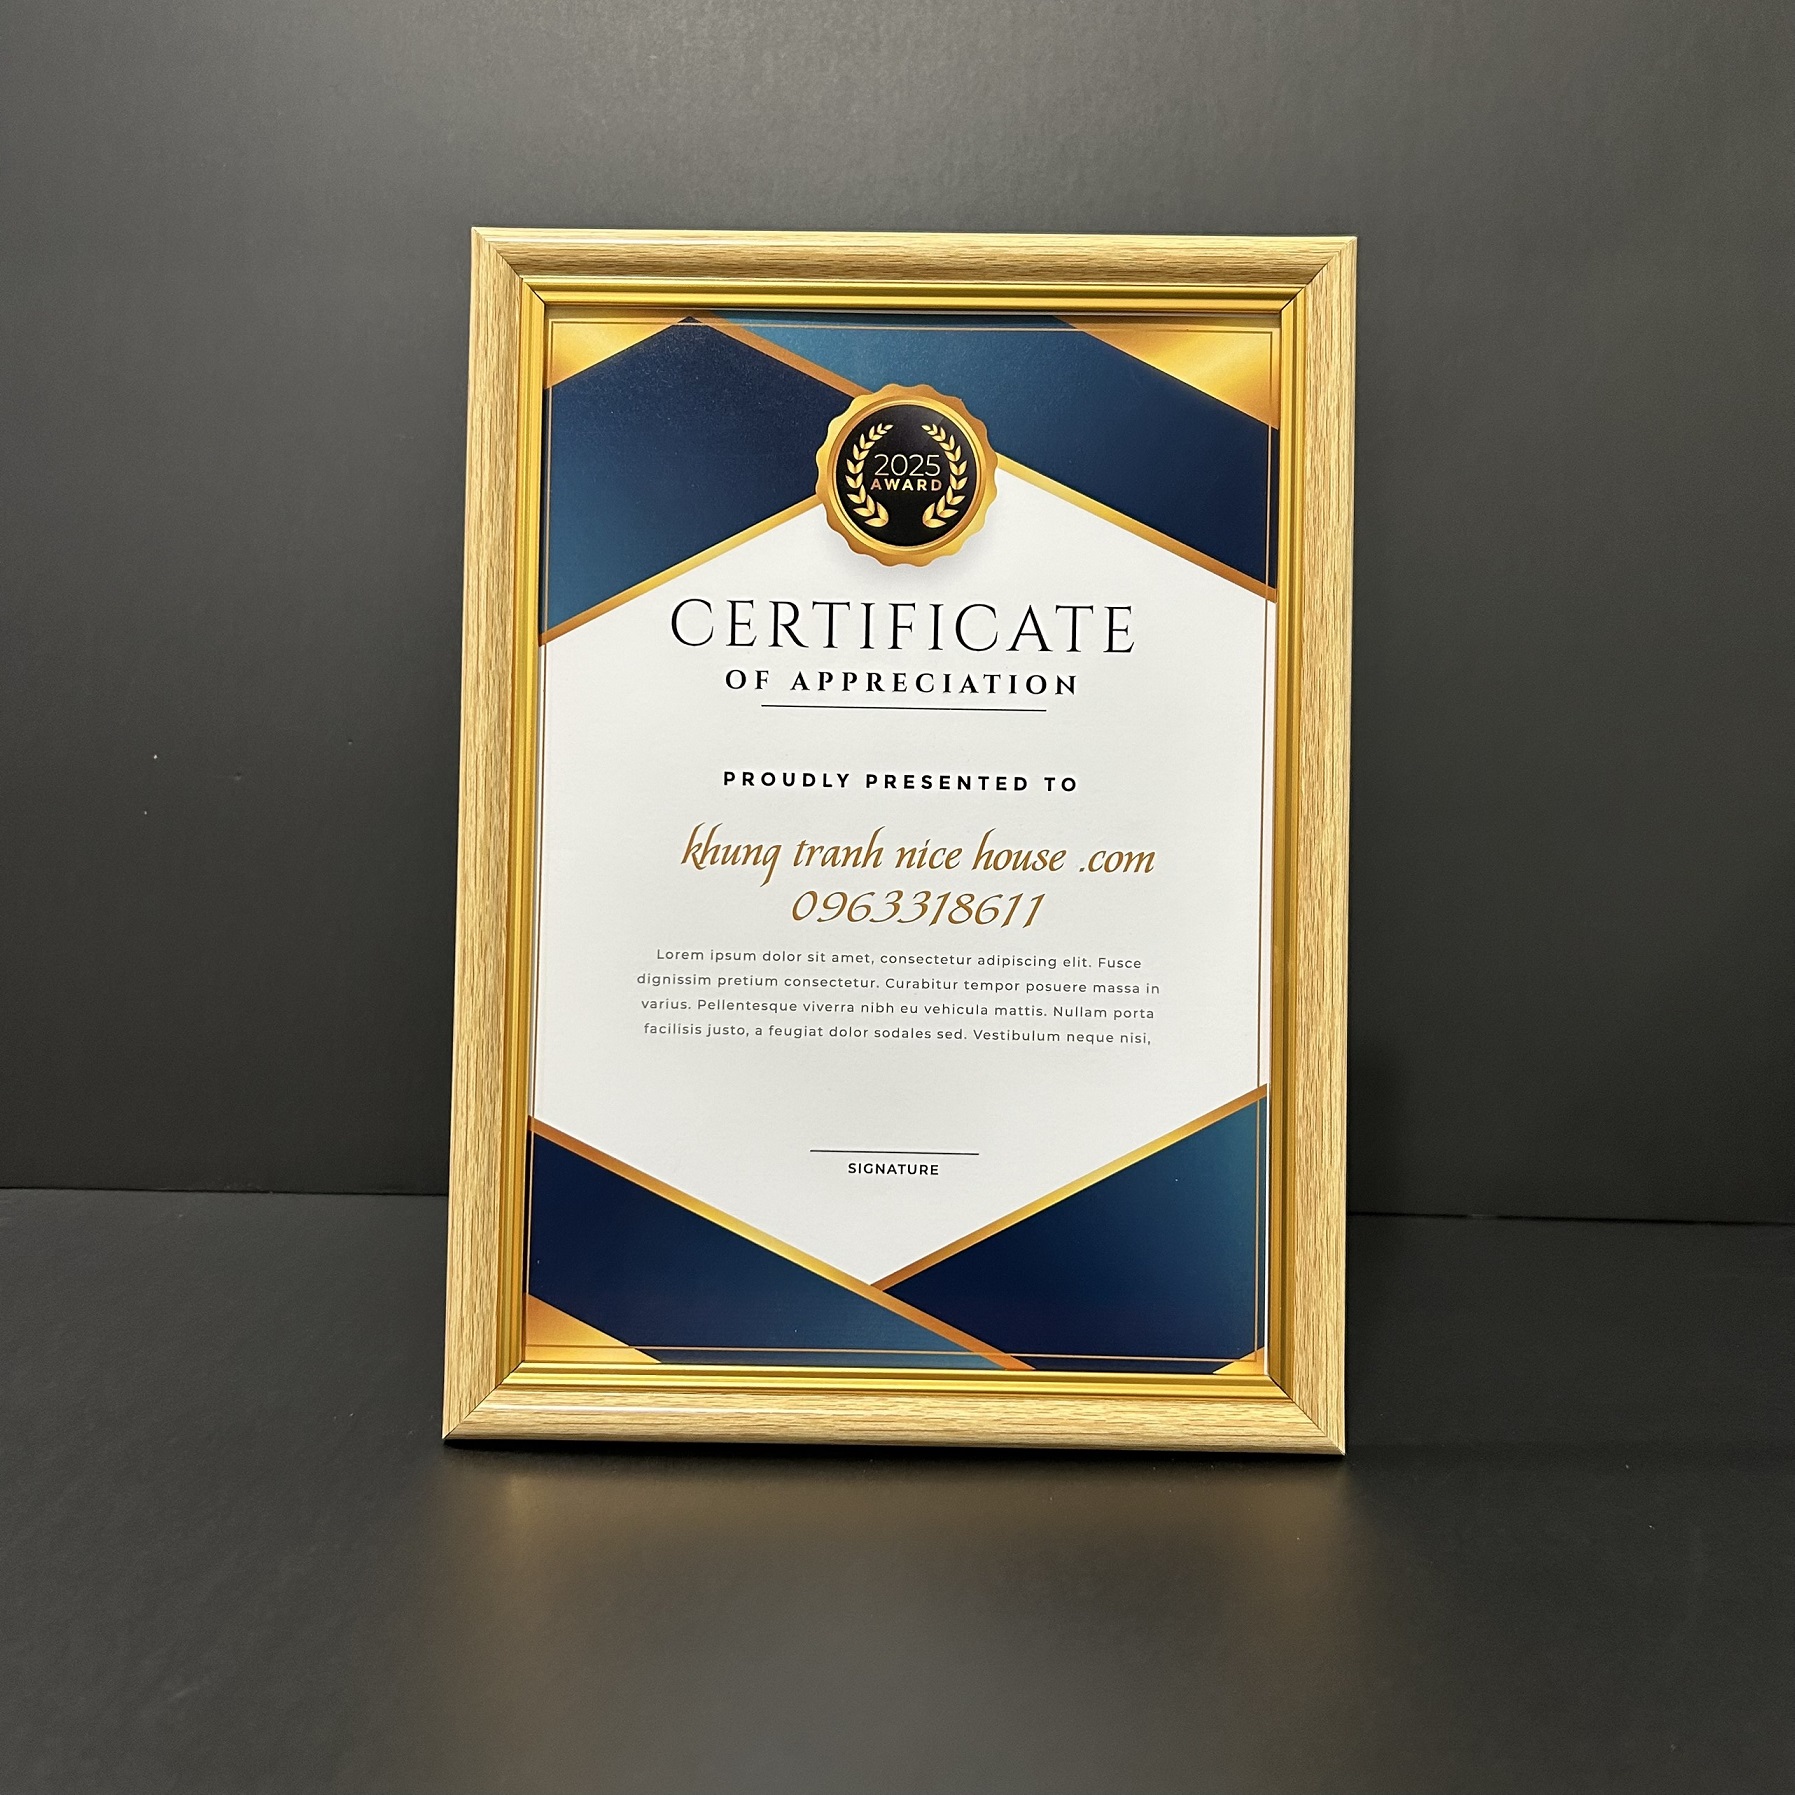 2025
AWARD
CERTIFICATE
OF APPRECIATION
PROUDLY PRESENTED TO
khung tranh nice house .com
0963318611
Lorem ipsum dolor sit amet, consectetur adipiscing elit. Fusce
dignissim pretium consectetur. Curabitur tempor posuere massa in
varius. Pellentesque viverra nibh eu vehicula mattis. Nullam porta
facilisis justo, a feugiat dolor sodales sed. Vestibulum neque nisi,
SIGNATURE